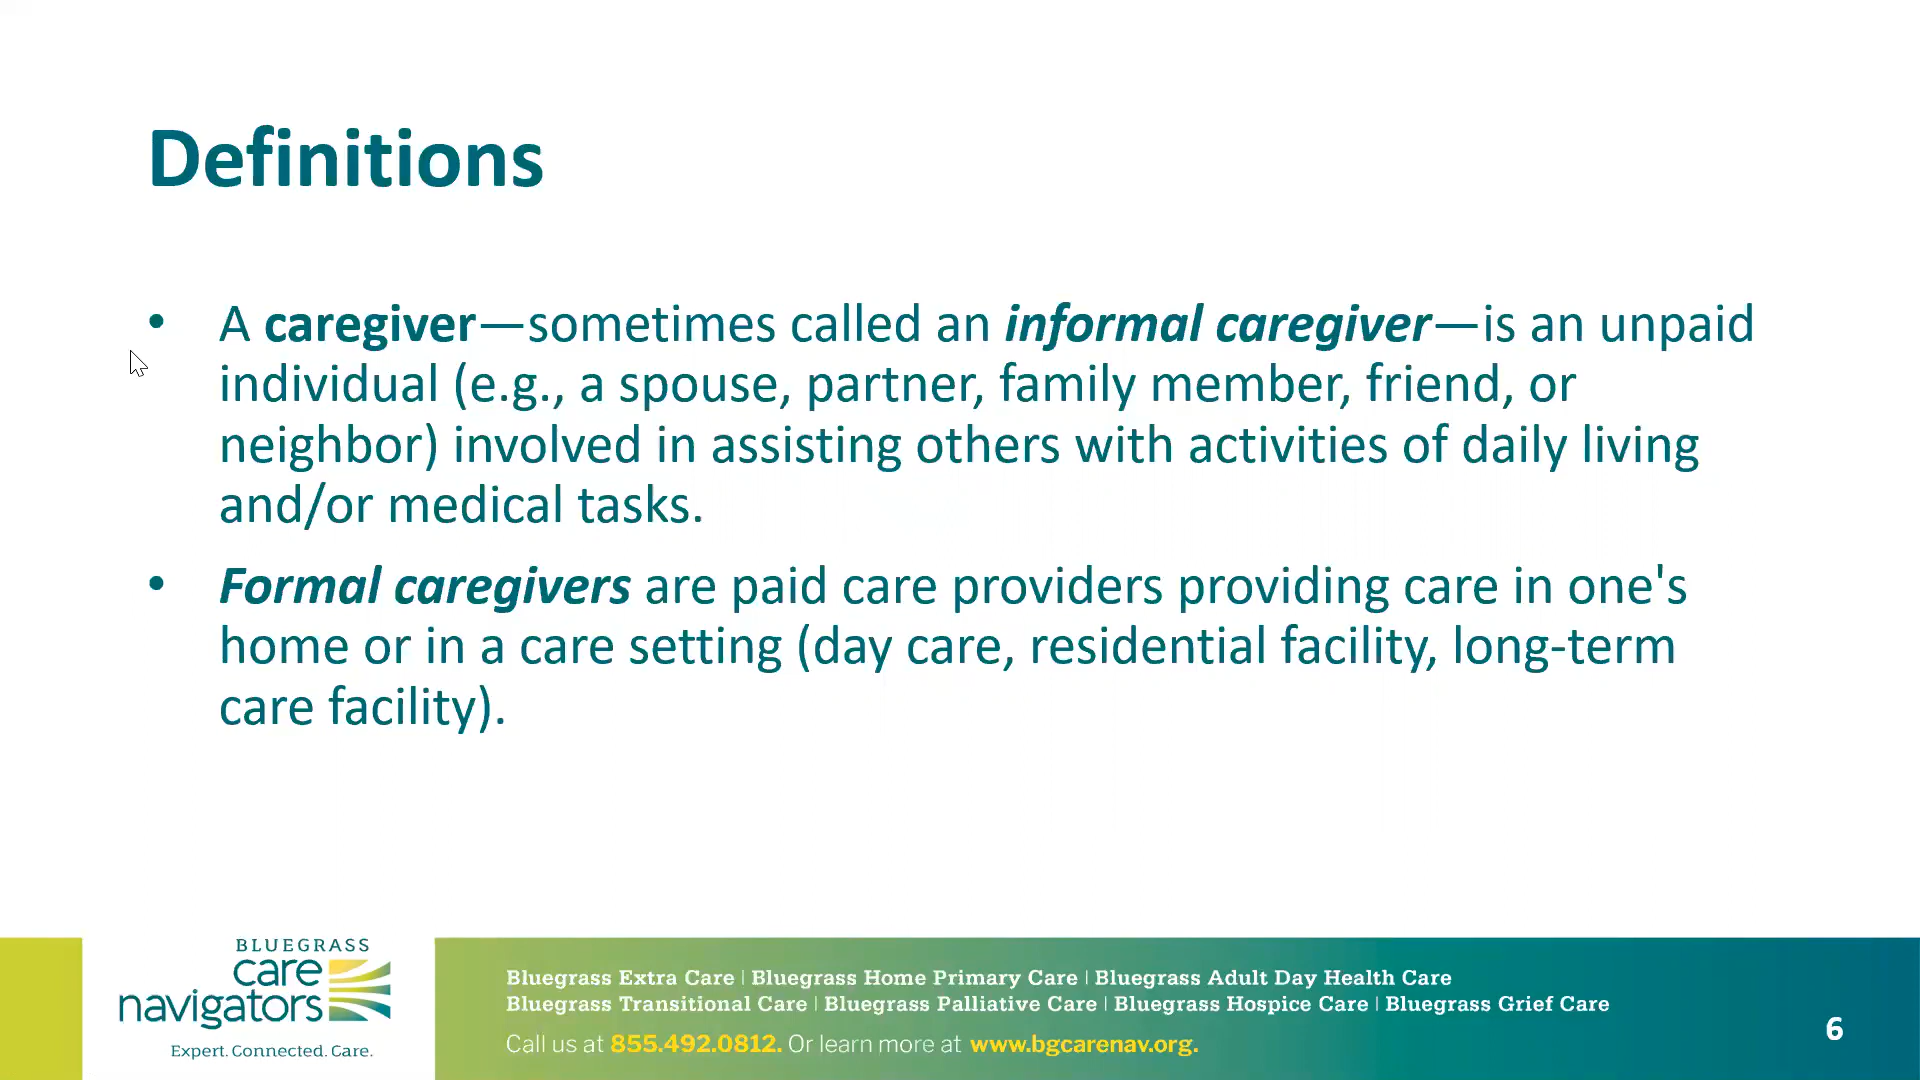 Definitions
• A caregiver—sometimes called an informal caregiver—is an unpaid
individual (e.g., a spouse, partner, family member, friend, or
neighbor) involved in assisting others with activities of daily living
and/or medical tasks.
• Formal caregivers are paid care providers providing care in one's
home or in a care setting (day care, residential facility, long-term
care facility).
BLUEGRASS
care
navigators
Expert. Connected. Care.
Bluegrass Extra Care | Bluegrass Home Primary Care | Bluegrass Adult Day Health Care
Bluegrass Transitional Care | Bluegrass Palliative Care | Bluegrass Hospice Care | Bluegrass Grief Care
Call us at 855.492.0812. Or learn more at www.bgcarenav.org.
6